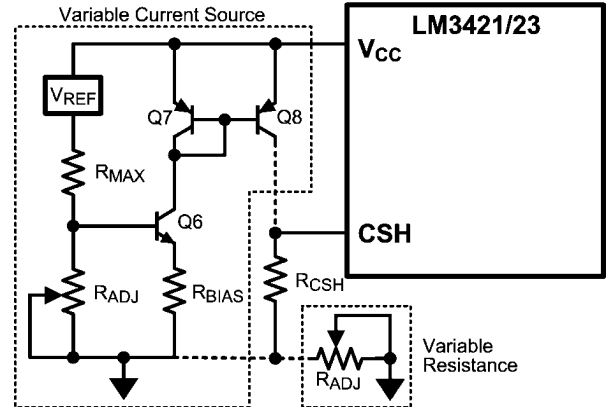 Variable Current Source
LM3421/23
VCC
VREF
Q7
Q8
RMAX
Q6
CSH
RADJ
RBIAS
RCSH
Variable
Resistance
RADJ